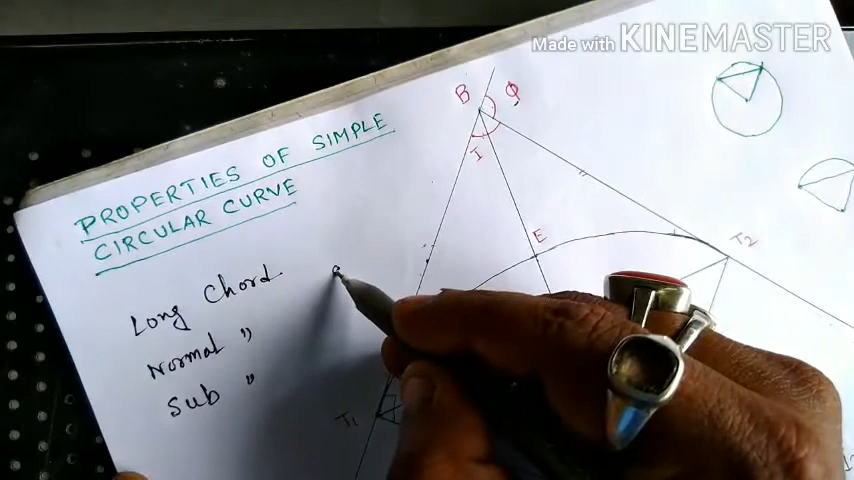 Made with KINEMASTER
PROPERTIES OF SIMPLE
CIRCULAR CURVE
Long Chord
Normal "
Sub "
B
φ
I
E
T2
T1